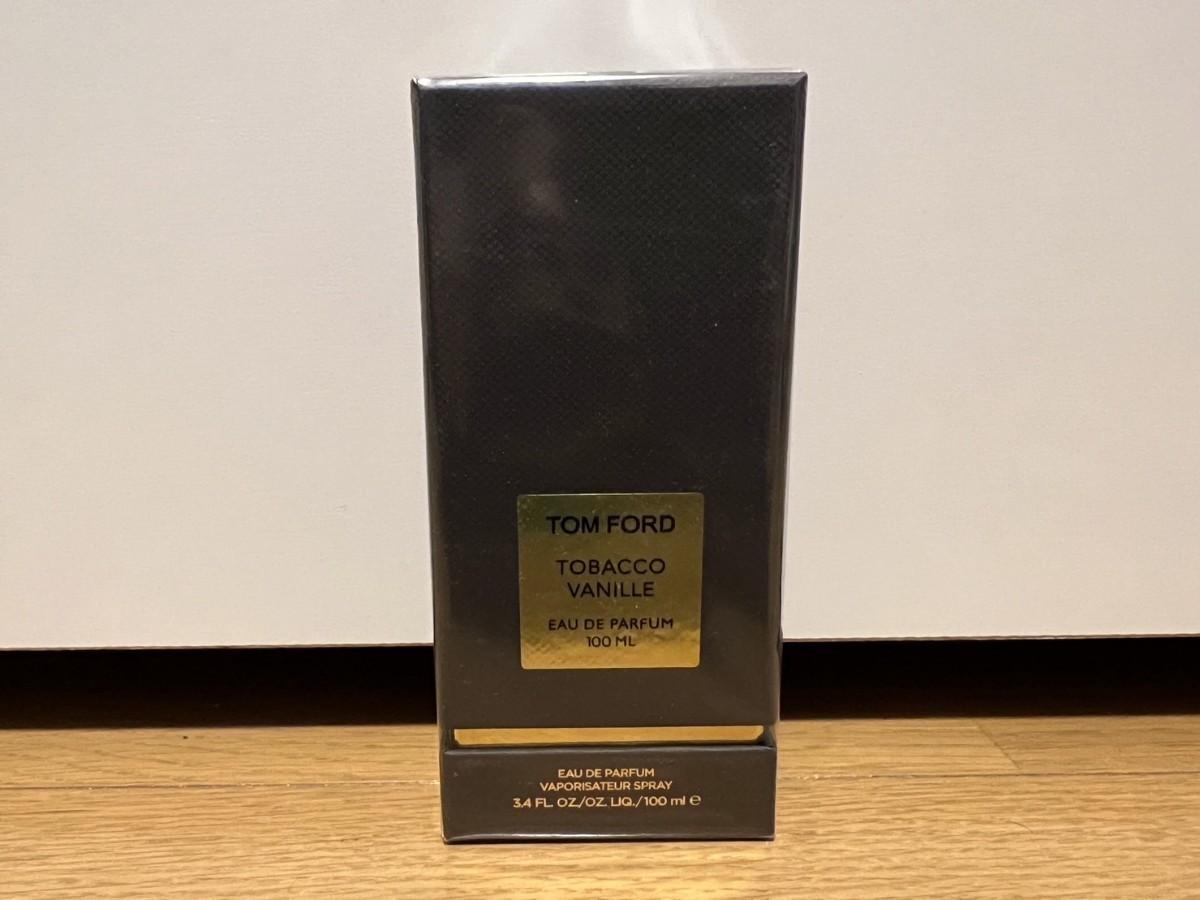 TOM FORD
TOBACCO
VANILLE
EAU DE PARFUM
100 ML
EAU DE PARFUM
VAPORISATEUR SPRAY
3.4 FL. OZ./OZ. LIQ./100 ml ℮